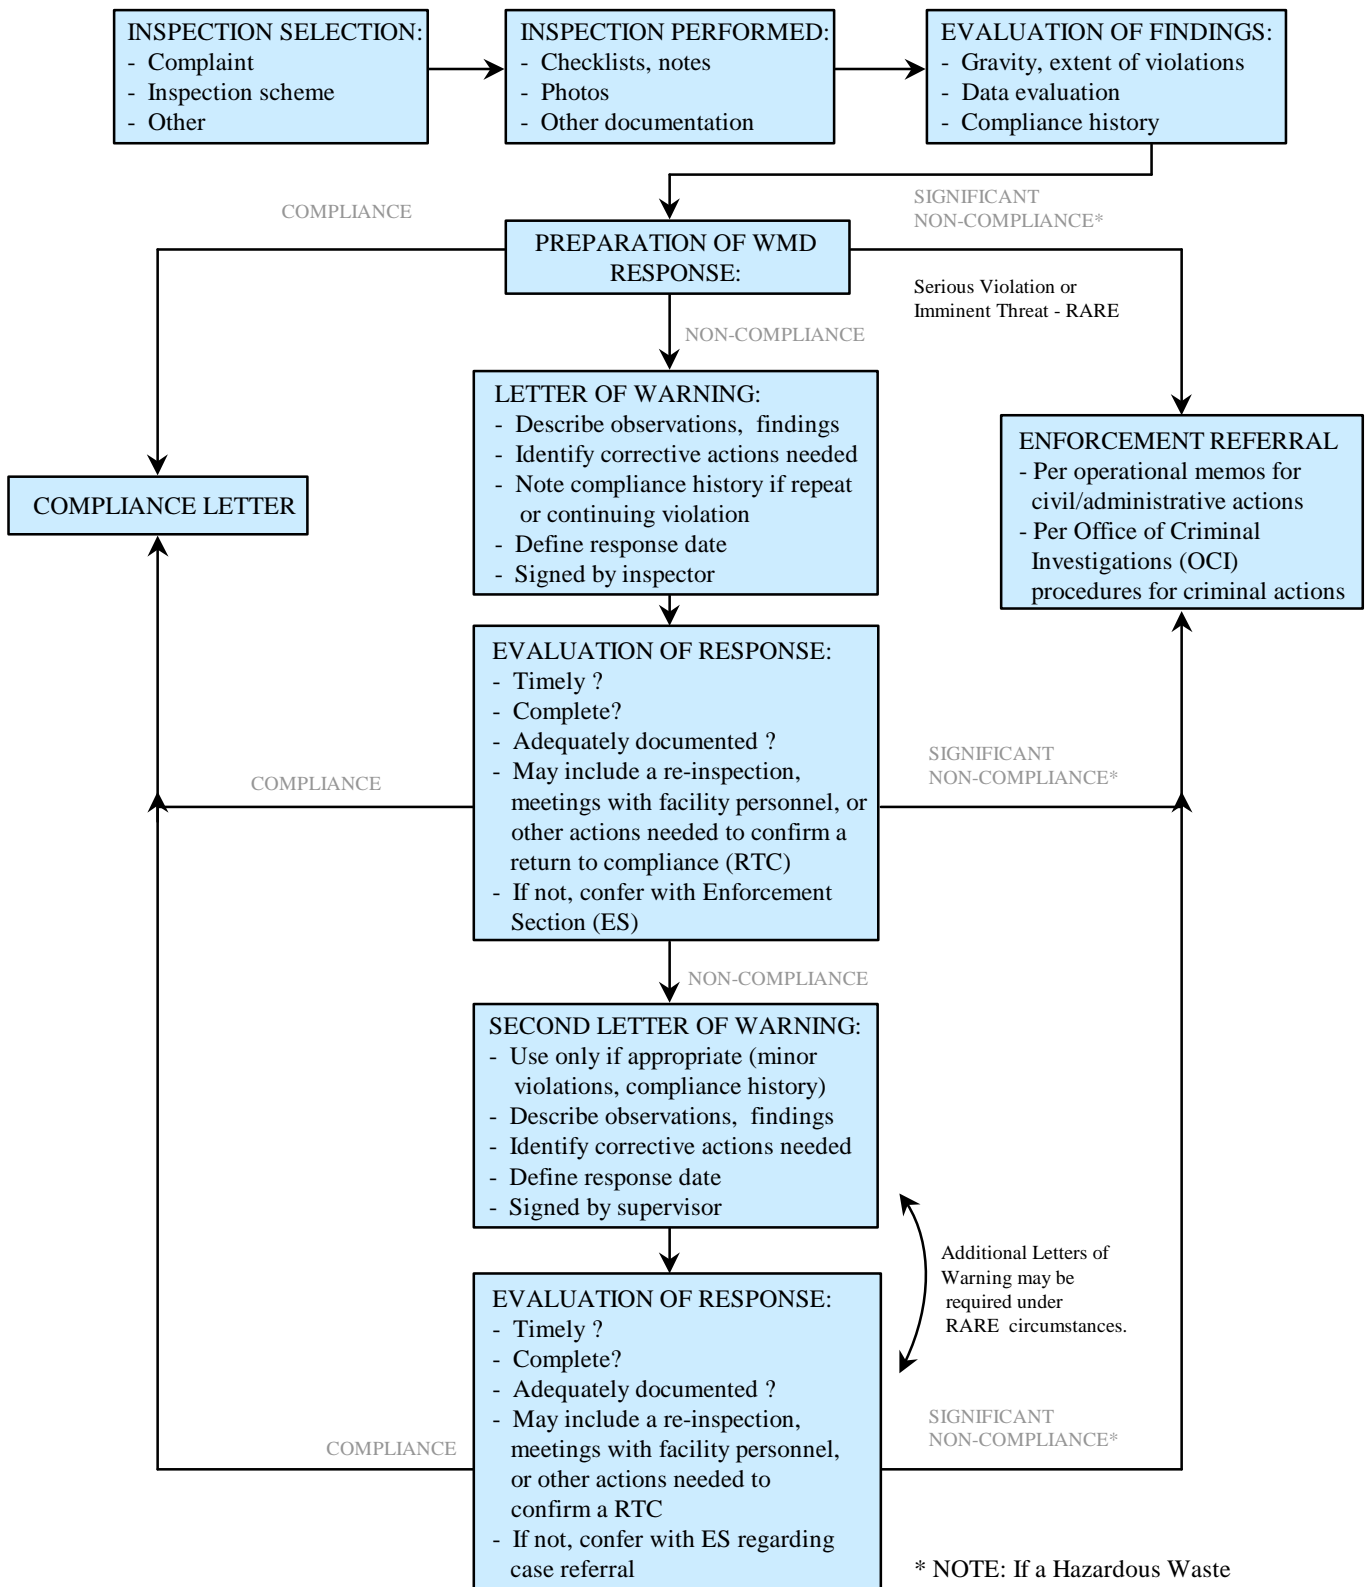 INSPECTION SELECTION:
- Complaint
- Inspection scheme
- Other
INSPECTION PERFORMED:
- Checklists, notes
- Photos
- Other documentation
EVALUATION OF FINDINGS:
- Gravity, extent of violations
- Data evaluation
- Compliance history
COMPLIANCE
SIGNIFICANT
NON-COMPLIANCE*
PREPARATION OF WMD
RESPONSE:
Serious Violation or
Imminent Threat - RARE
NON-COMPLIANCE
LETTER OF WARNING:
- Describe observations, findings
- Identify corrective actions needed
- Note compliance history if repeat
or continuing violation
- Define response date
- Signed by inspector
COMPLIANCE LETTER
ENFORCEMENT REFERRAL
- Per operational memos for
civil/administrative actions
- Per Office of Criminal
Investigations (OCI)
procedures for criminal actions
EVALUATION OF RESPONSE:
- Timely ?
- Complete?
- Adequately documented ?
- May include a re-inspection,
meetings with facility personnel, or
other actions needed to confirm a
return to compliance (RTC)
- If not, confer with Enforcement
Section (ES)
COMPLIANCE
SIGNIFICANT
NON-COMPLIANCE*
NON-COMPLIANCE
SECOND LETTER OF WARNING:
- Use only if appropriate (minor
violations, compliance history)
- Describe observations, findings
- Identify corrective actions needed
- Define response date
- Signed by supervisor
Additional Letters of
Warning may be
required under
RARE circumstances.
EVALUATION OF RESPONSE:
- Timely ?
- Complete?
- Adequately documented ?
- May include a re-inspection,
meetings with facility personnel,
or other actions needed to
confirm a RTC
- If not, confer with ES regarding
case referral
COMPLIANCE
SIGNIFICANT
NON-COMPLIANCE*
* NOTE: If a Hazardous Waste